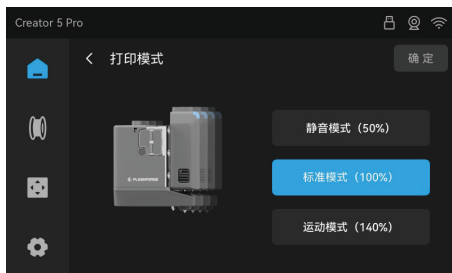 Creator 5 Pro
打印模式
确定
FLASHFORGE
静音模式（50%）
标准模式（100%）
运动模式（140%）